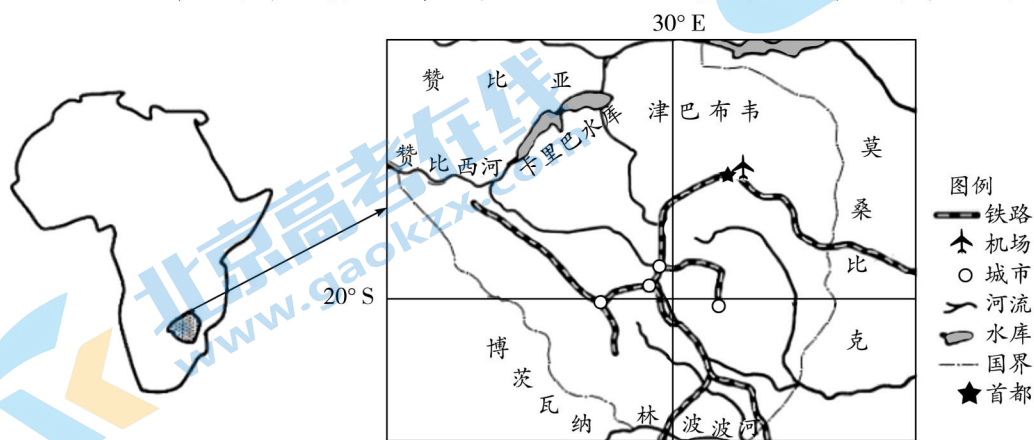 30° E
赞比亚
津巴布韦
卡里巴水库
赞比西河
莫桑比克
20° S
博茨瓦纳
林波波河
图例
铁路
机场
城市
河流
水库
国界
首都
北京高考在线
www.gaokzx.com